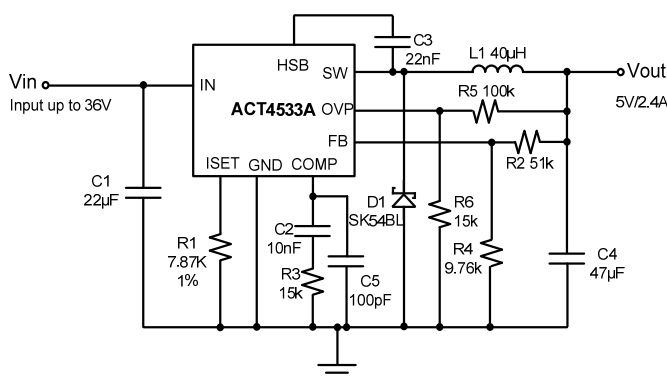 C3
22nF
HSB
L1 40µH
Vin
IN
SW
Vout
Input up to 36V
ACT4533A
OVP
R5 100k
5V/2.4A
FB
R2 51k
ISET
GND
COMP
C1
22µF
R1
7.87K
1%
C2
10nF
R3
15k
C5
100pF
D1
SK54BL
R6
15k
R4
9.76k
C4
47µF